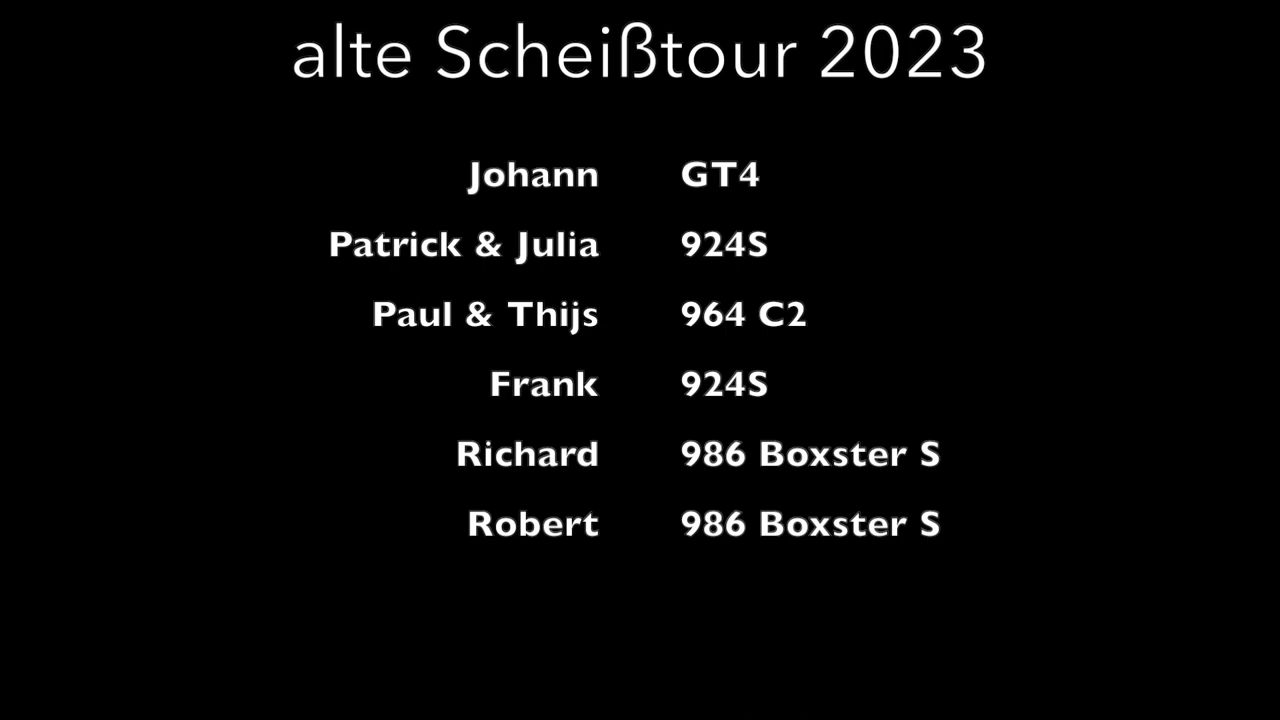 alte Scheißtour 2023
Johann GT4
Patrick & Julia 924S
Paul & Thijs 964 C2
Frank 924S
Richard 986 Boxster S
Robert 986 Boxster S